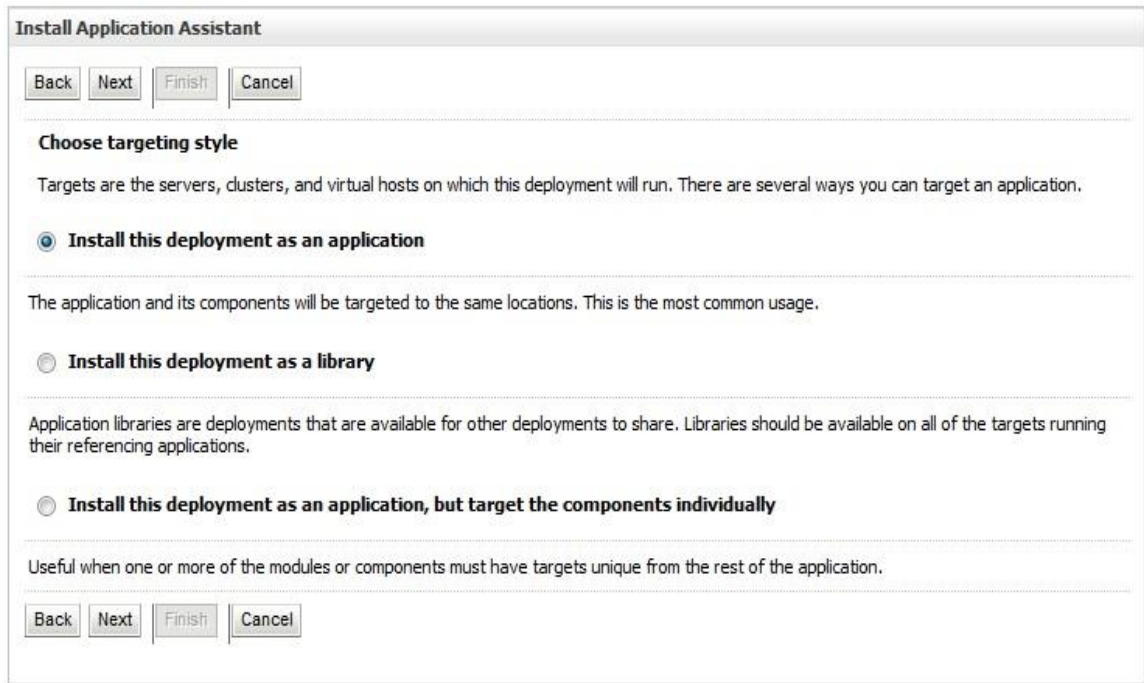 Install Application Assistant
Back Next Finish Cancel
Choose targeting style
Targets are the servers, clusters, and virtual hosts on which this deployment will run. There are several ways you can target an application.
Install this deployment as an application
The application and its components will be targeted to the same locations. This is the most common usage.
Install this deployment as a library
Application libraries are deployments that are available for other deployments to share. Libraries should be available on all of the targets running
their referencing applications.
Install this deployment as an application, but target the components individually
Useful when one or more of the modules or components must have targets unique from the rest of the application.
Back Next Finish Cancel